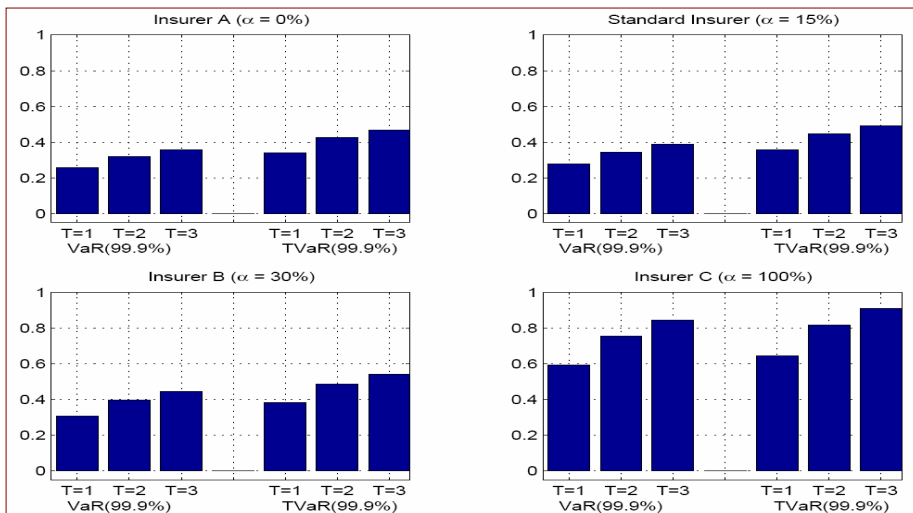 Insurer A (α = 0%)
1
0.8
0.6
0.4
0.2
0
T=1 T=2 T=3 T=1 T=2 T=3
VaR(99.9%) TVaR(99.9%)
Standard Insurer (α = 15%)
1
0.8
0.6
0.4
0.2
0
T=1 T=2 T=3 T=1 T=2 T=3
VaR(99.9%) TVaR(99.9%)
Insurer B (α = 30%)
1
0.8
0.6
0.4
0.2
0
T=1 T=2 T=3 T=1 T=2 T=3
VaR(99.9%) TVaR(99.9%)
Insurer C (α = 100%)
1
0.8
0.6
0.4
0.2
0
T=1 T=2 T=3 T=1 T=2 T=3
VaR(99.9%) TVaR(99.9%)